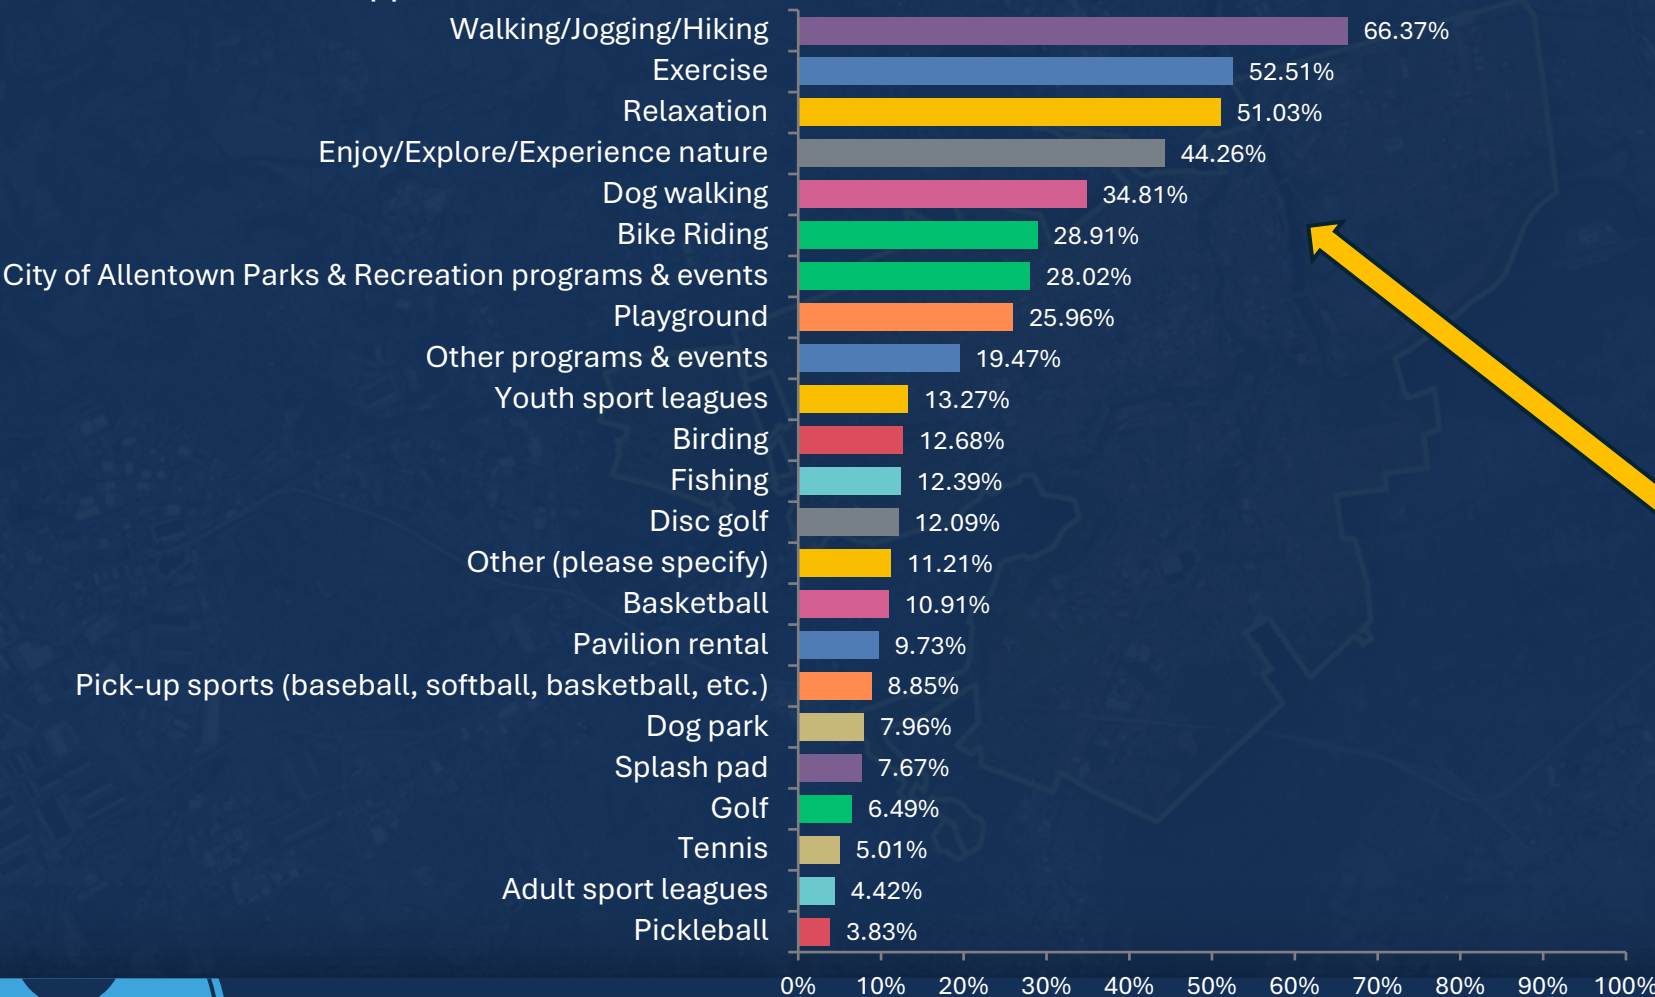 Walking/Jogging/Hiking 66.37%
Exercise 52.51%
Relaxation 51.03%
Enjoy/Explore/Experience nature 44.26%
Dog walking 34.81%
Bike Riding 28.91%
City of Allentown Parks & Recreation programs & events 28.02%
Playground 25.96%
Other programs & events 19.47%
Youth sport leagues 13.27%
Birding 12.68%
Fishing 12.39%
Disc golf 12.09%
Other (please specify) 11.21%
Basketball 10.91%
Pavilion rental 9.73%
Pick-up sports (baseball, softball, basketball, etc.) 8.85%
Dog park 7.96%
Splash pad 7.67%
Golf 6.49%
Tennis 5.01%
Adult sport leagues 4.42%
Pickleball 3.83%
0% 10% 20% 30% 40% 50% 60% 70% 80% 90% 100%